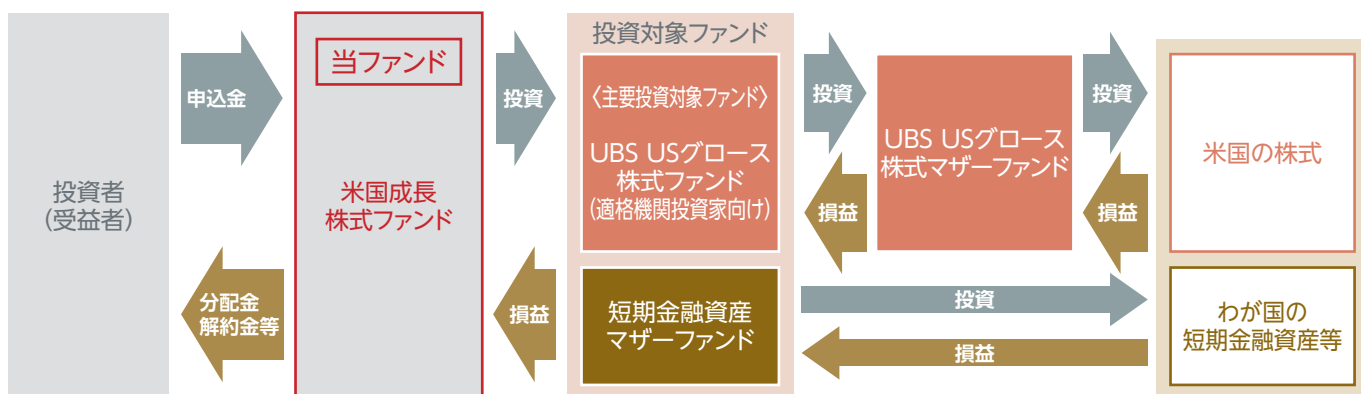 投資者
(受益者)
申込金
分配金
解約金等
当ファンド
米国成長
株式ファンド
投資
損益
投資対象ファンド
〈主要投資対象ファンド〉
UBS USグロース
株式ファンド
(適格機関投資家向け)
短期金融資産
マザーファンド
投資
損益
UBS USグロース
株式マザーファンド
投資
損益
投資
損益
米国の株式
わが国の
短期金融資産等